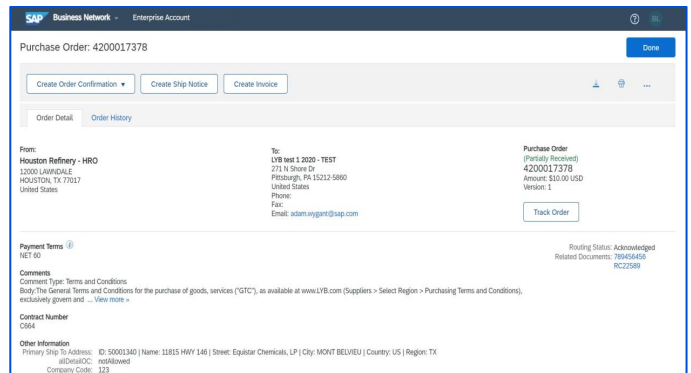 SAP Business Network Enterprise Account ? BL
Purchase Order: 4200017378 Done
Create Order Confirmation Create Ship Notice Create Invoice ...
Order Detail Order History
From:
Houston Refinery - HRO
12000 LAWNDALE
HOUSTON, TX 77017
United States
To:
LYB test 1 2020 - TEST
271 N Shore Dr
Pittsburgh, PA 15212-5860
United States
Phone:
Fax:
Email: adam.wygant@sap.com
Purchase Order
(Partially Received)
4200017378
Amount: $10.00 USD
Version: 1
Track Order
Payment Terms i
NET 60
Routing Status: Acknowledged
Related Documents: 789456456
RC22589
Comments
Comment Type: Terms and Conditions
Body:The General Terms and Conditions for the purchase of goods, services ("GTC"), as available at www.LYB.com (Suppliers > Select Region > Purchasing Terms and Conditions),
exclusively govern and ... View more »
Contract Number
C664
Other Information
Primary Ship To Address: ID: 50001340 | Name: 11815 HWY 146 | Street: Equistar Chemicals, LP | City: MONT BELVIEU | Country: US | Region: TX
allDetailOC: notAllowed
Company Code: 123